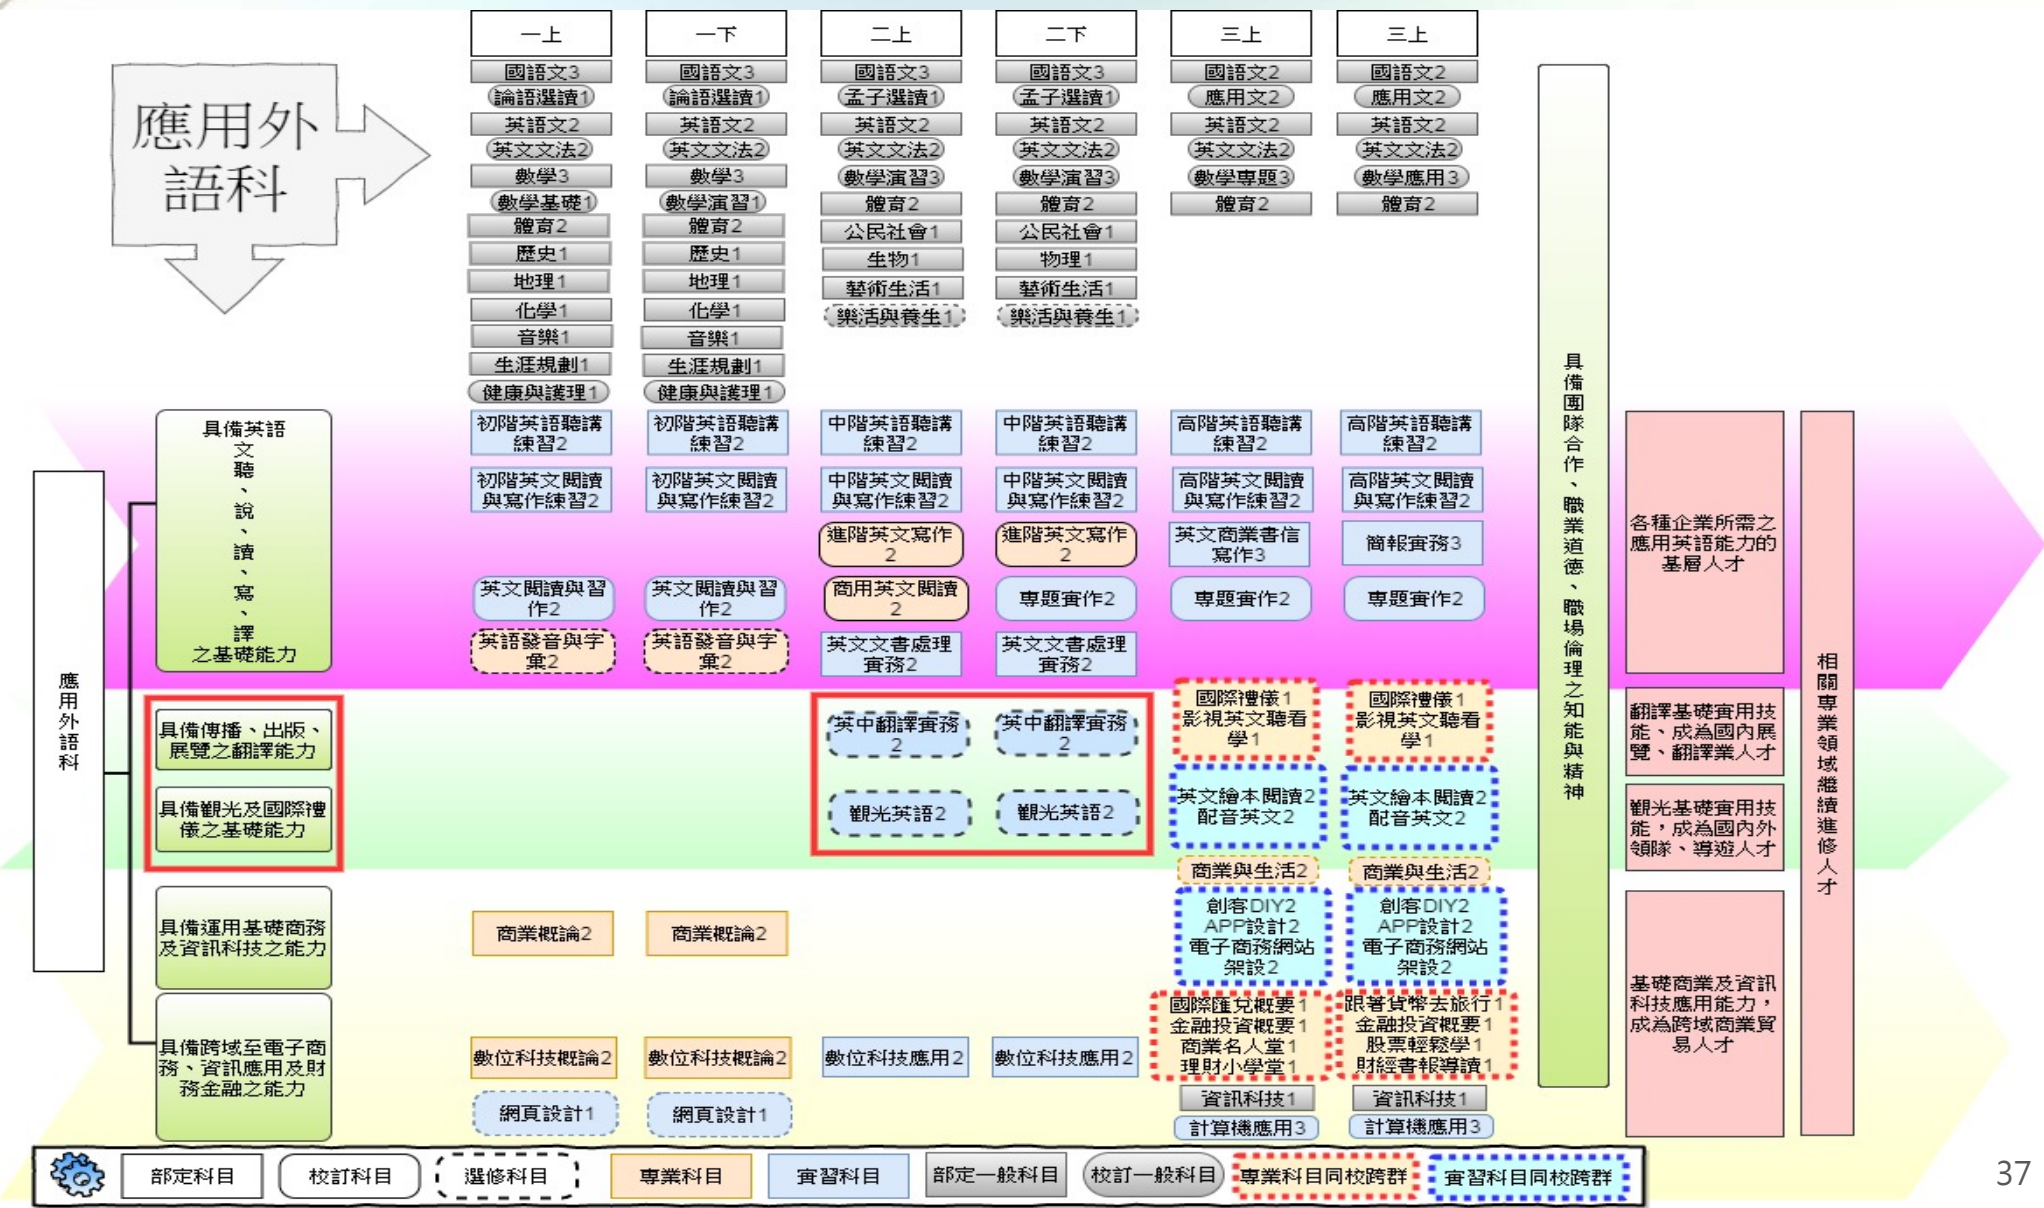 一上
一下
二上
二下
三上
三上
應用外
語科
國語文3
論語選讀1
英語文2
英文文法2
數學3
數學基礎1
體育2
歷史1
地理1
化學1
音樂1
生涯規劃1
健康與護理1
國語文3
論語選讀1
英語文2
英文文法2
數學3
數學演習1
體育2
歷史1
地理1
化學1
音樂1
生涯規劃1
健康與護理1
國語文3
孟子選讀1
英語文2
英文文法2
數學演習3
體育2
公民社會1
生物1
藝術生活1
樂活與養生1
國語文3
孟子選讀1
英語文2
英文文法2
數學演習3
體育2
公民社會1
物理1
藝術生活1
樂活與養生1
國語文2
應用文2
英語文2
英文文法2
數學專題3
體育2
國語文2
應用文2
英語文2
英文文法2
數學應用3
體育2
應用外語科
具備英語
文
聽
、
說
、
讀
、
寫
、
譯
之基礎能力
初階英語聽講
練習2
初階英語聽講
練習2
中階英語聽講
練習2
中階英語聽講
練習2
高階英語聽講
練習2
高階英語聽講
練習2
初階英文閱讀
與寫作練習2
初階英文閱讀
與寫作練習2
中階英文閱讀
與寫作練習2
中階英文閱讀
與寫作練習2
高階英文閱讀
與寫作練習2
高階英文閱讀
與寫作練習2
進階英文寫作
2
進階英文寫作
2
英文商業書信
寫作3
簡報實務3
英文閱讀與習
作2
英文閱讀與習
作2
商用英文閱讀
2
專題實作2
專題實作2
專題實作2
英語發音與字
彙2
英語發音與字
彙2
英文文書處理
實務2
英文文書處理
實務2
具備傳播、出版、
展覽之翻譯能力
英中翻譯實務
2
英中翻譯實務
2
國際禮儀1
影視英文聽看
學1
國際禮儀1
影視英文聽看
學1
具備觀光及國際禮
儀之基礎能力
觀光英語2
觀光英語2
英文繪本閱讀2
配音英文2
英文繪本閱讀2
配音英文2
商業與生活2
商業與生活2
具備運用基礎商務
及資訊科技之能力
商業概論2
商業概論2
創客DIY2
APP設計2
電子商務網站
架設2
創客DIY2
APP設計2
電子商務網站
架設2
具備跨域至電子商
務、資訊應用及財
務金融之能力
數位科技概論2
數位科技概論2
數位科技應用2
數位科技應用2
國際匯兌概要1
金融投資概要1
商業名人堂1
理財小學堂1
跟著貨幣去旅行1
金融投資概要1
股票輕鬆學1
財經書報導讀1
網頁設計1
網頁設計1
資訊科技1
資訊科技1
計算機應用3
計算機應用3
具備團隊合作、職業道德、職場倫理之知能與精神
各種企業所需之
應用英語能力的
基層人才
翻譯基礎實用技
能、成為國內展
覽、翻譯業人才
觀光基礎實用技
能，成為國內外
領隊、導遊人才
基礎商業及資訊
科技應用能力，
成為跨域商業貿
易人才
相關專業領域繼續進修人才
部定科目
校訂科目
選修科目
專業科目
實習科目
部定一般科目
校訂一般科目
專業科目同校跨群
實習科目同校跨群
37